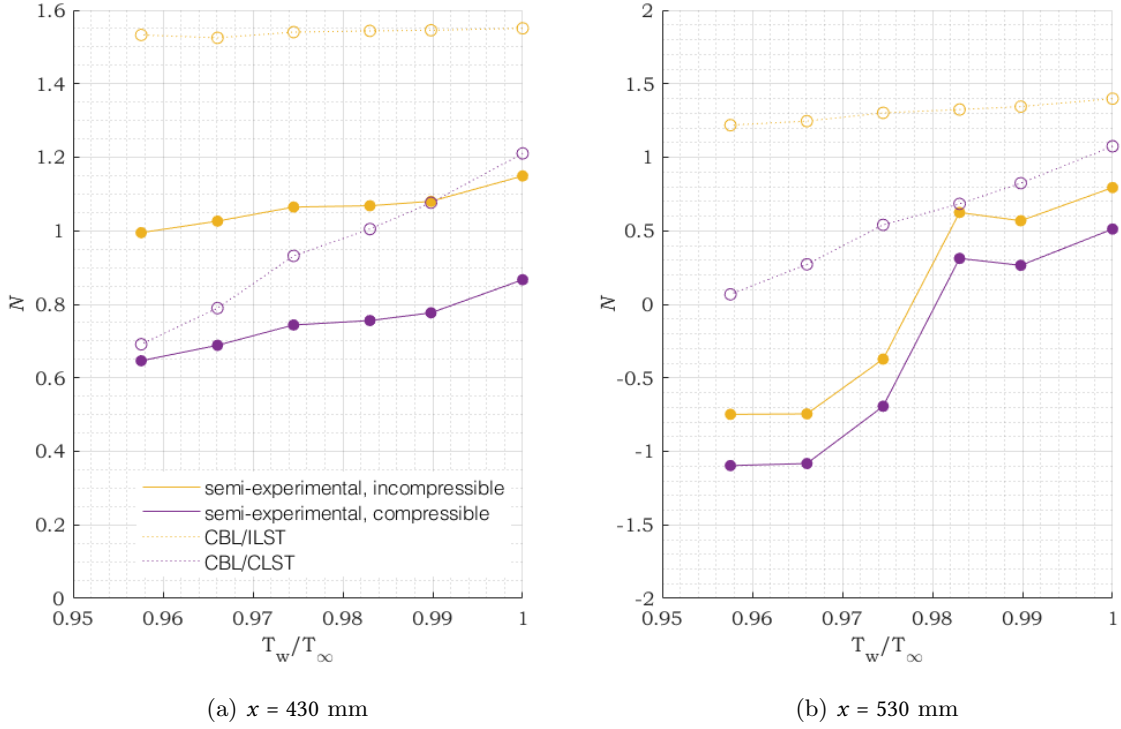 1.6
1.4
1.2
1
0.8
0.6
0.4
0.2
0
N
0.95 0.96 0.97 0.98 0.99 1
T_w/T_∞
semi-experimental, incompressible
semi-experimental, compressible
CBL/ILST
CBL/CLST
(a) x = 430 mm
2
1.5
1
0.5
0
-0.5
-1
-1.5
-2
N
0.95 0.96 0.97 0.98 0.99 1
T_w/T_∞
(b) x = 530 mm